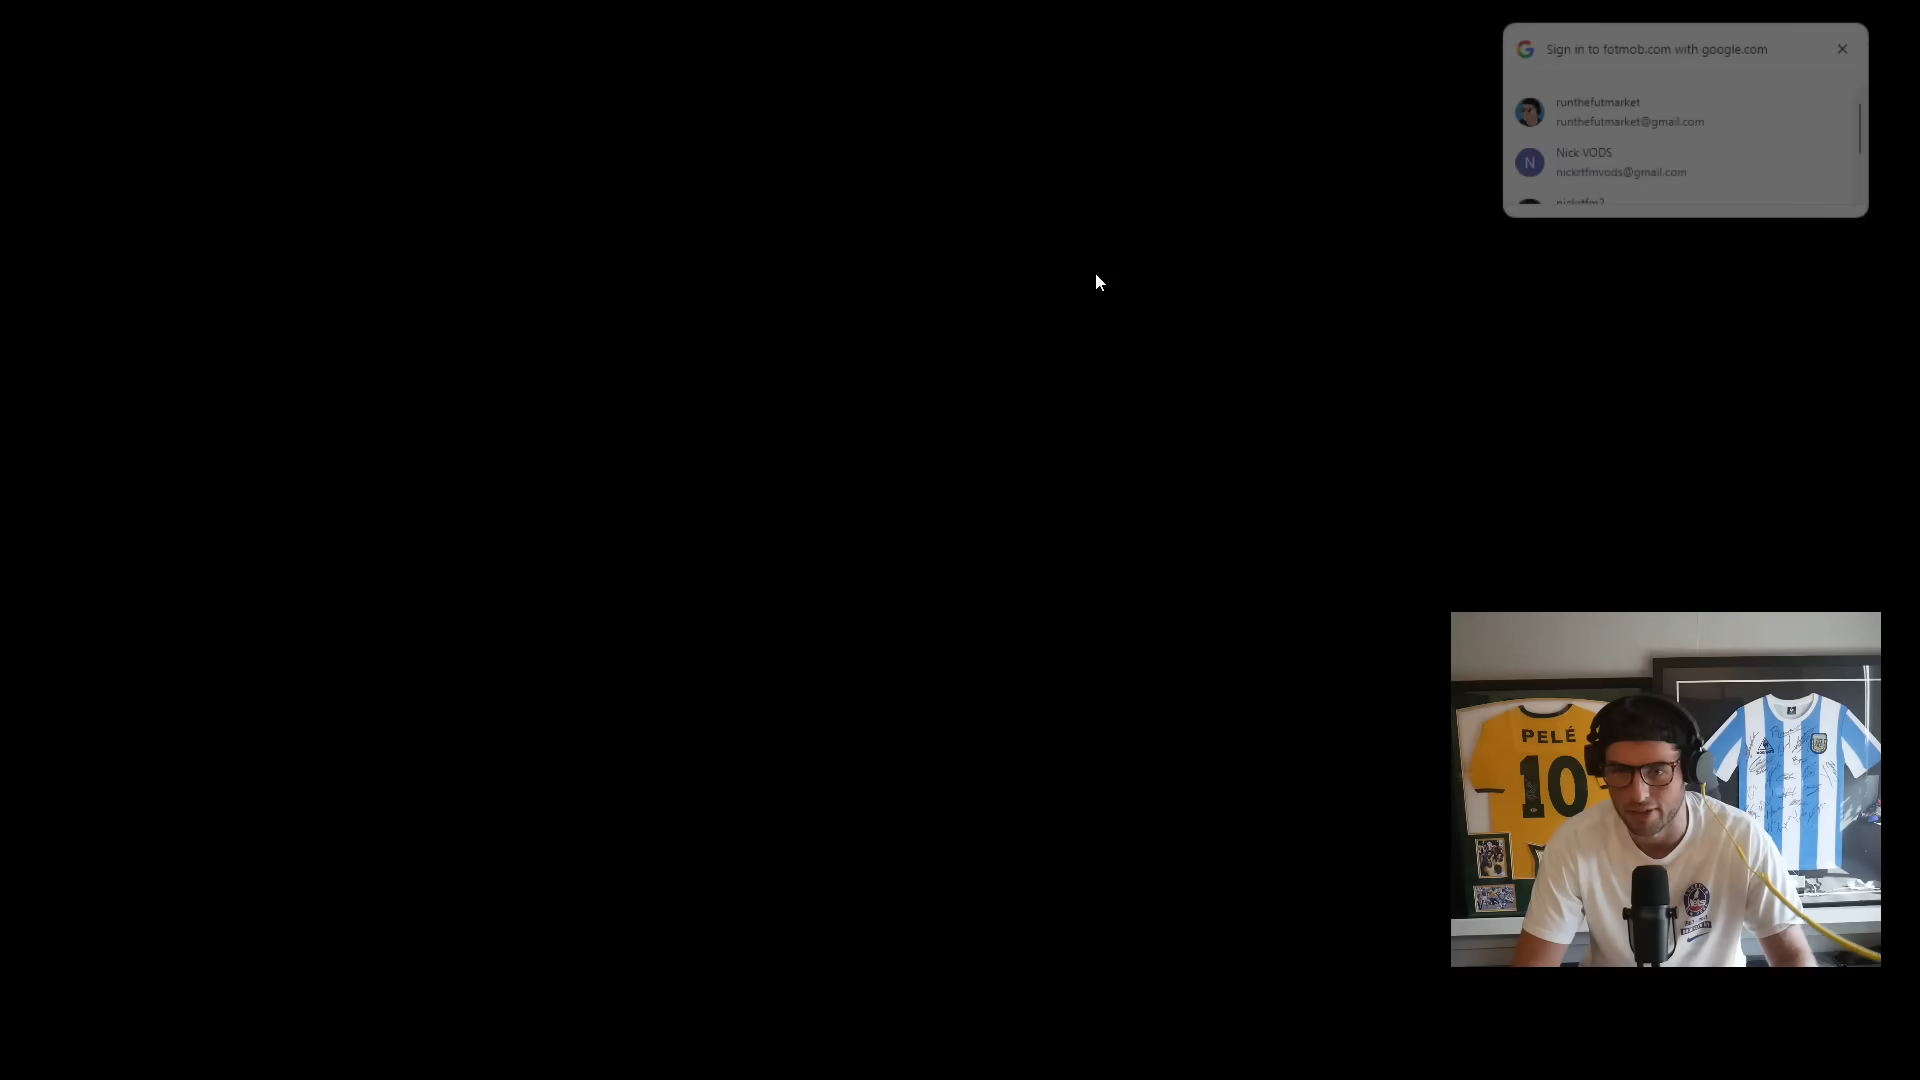 Sign in to fotmob.com with google.com
runthefutmarket
runthefutmarket@gmail.com
N
Nick VODS
nickrtfmvods@gmail.com
PELÉ
10